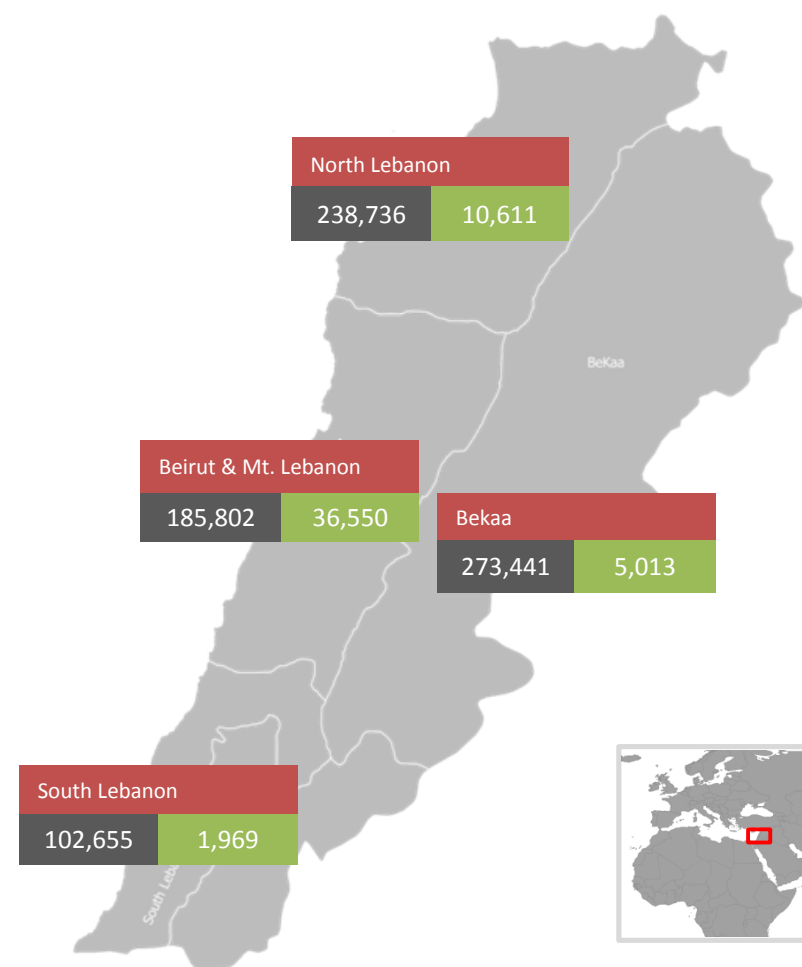 North Lebanon
238,736 10,611
BeKaa
Beirut & Mt. Lebanon
185,802 36,550
Bekaa
273,441 5,013
South Lebanon
102,655 1,969
South